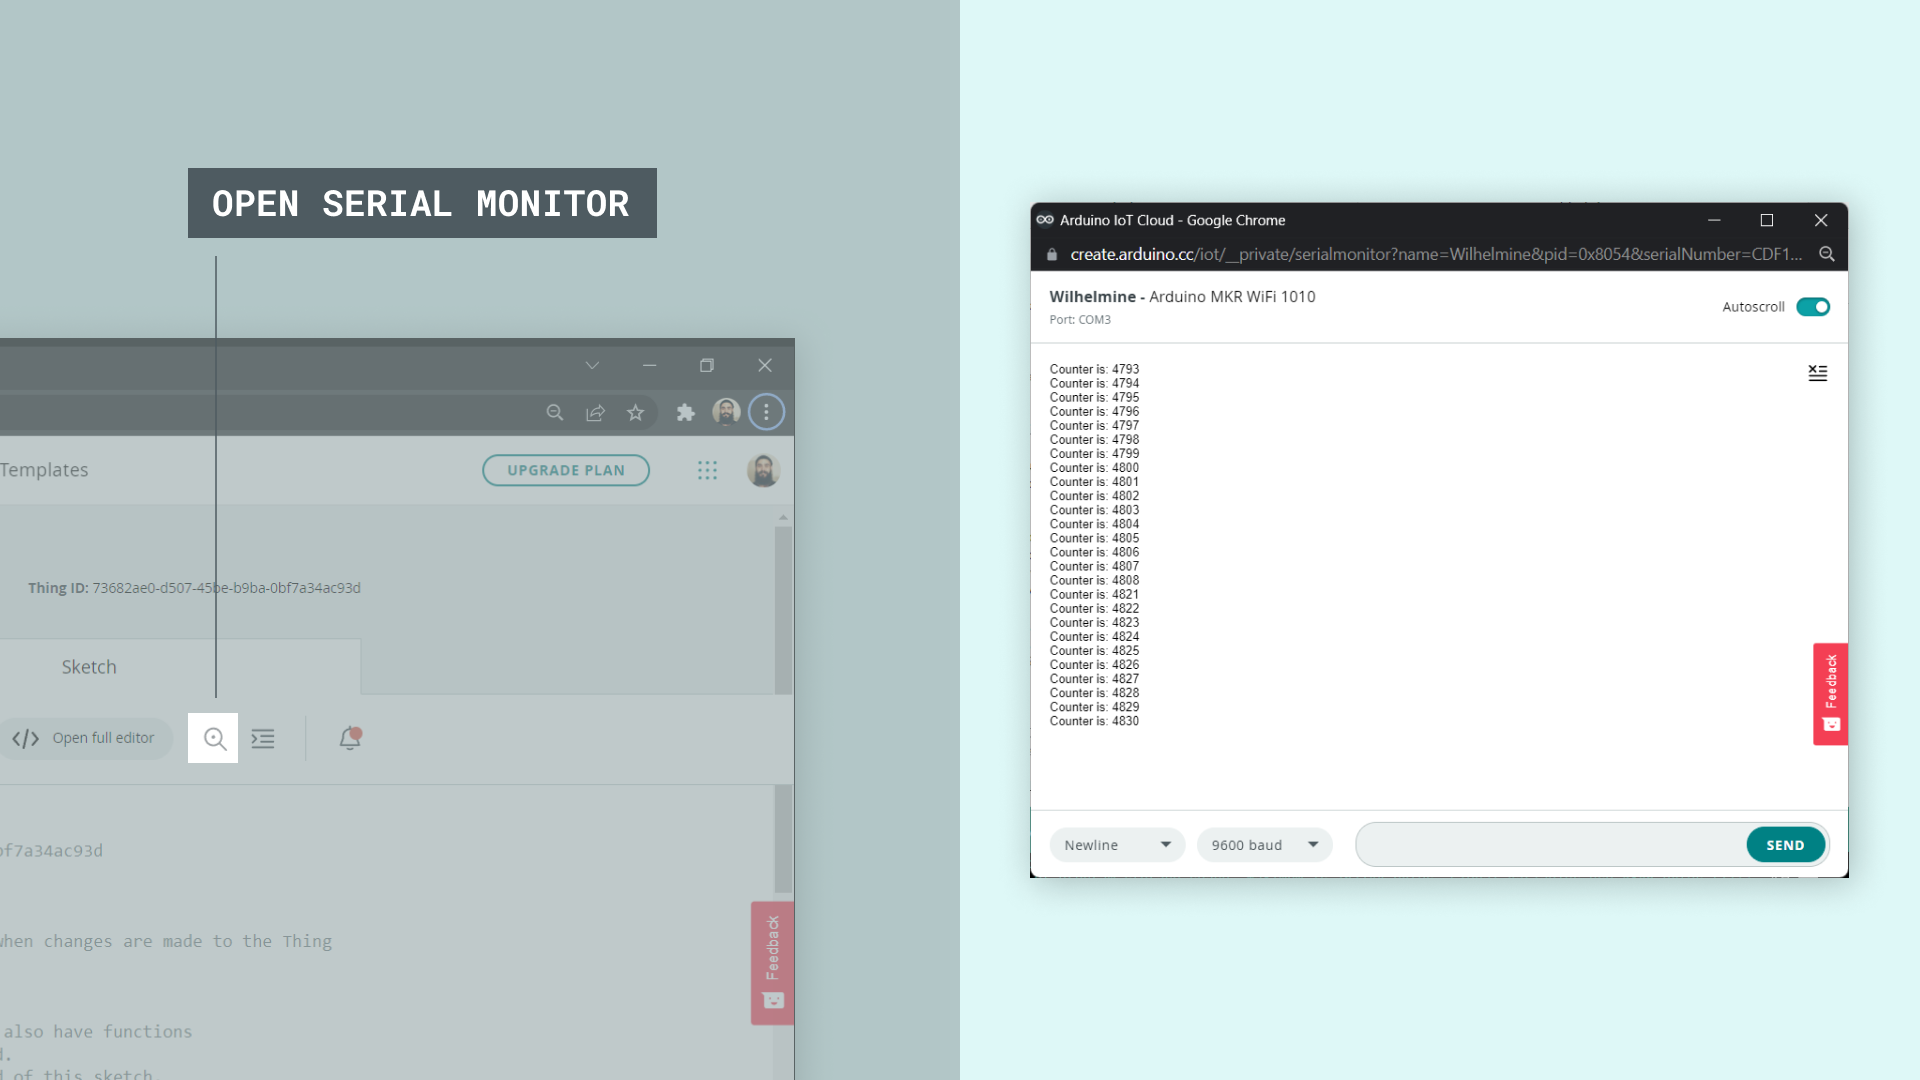 OPEN SERIAL MONITOR
Templates
UPGRADE PLAN
Thing ID: 73682ae0-d507-45be-b9ba-0bf7a34ac93d
Sketch
</> Open full editor
bf7a34ac93d
when changes are made to the Thing
also have functions
d.
of this sketch.
Feedback
Arduino IoT Cloud - Google Chrome
create.arduino.cc/iot/__private/serialmonitor?name=Wilhelmine&pid=0x8054&serialNumber=CDF1...
Wilhelmine - Arduino MKR WiFi 1010
Port: COM3
Autoscroll
Counter is: 4793
Counter is: 4794
Counter is: 4795
Counter is: 4796
Counter is: 4797
Counter is: 4798
Counter is: 4799
Counter is: 4800
Counter is: 4801
Counter is: 4802
Counter is: 4803
Counter is: 4804
Counter is: 4805
Counter is: 4806
Counter is: 4807
Counter is: 4808
Counter is: 4821
Counter is: 4822
Counter is: 4823
Counter is: 4824
Counter is: 4825
Counter is: 4826
Counter is: 4827
Counter is: 4828
Counter is: 4829
Counter is: 4830
Feedback
Newline
9600 baud
SEND